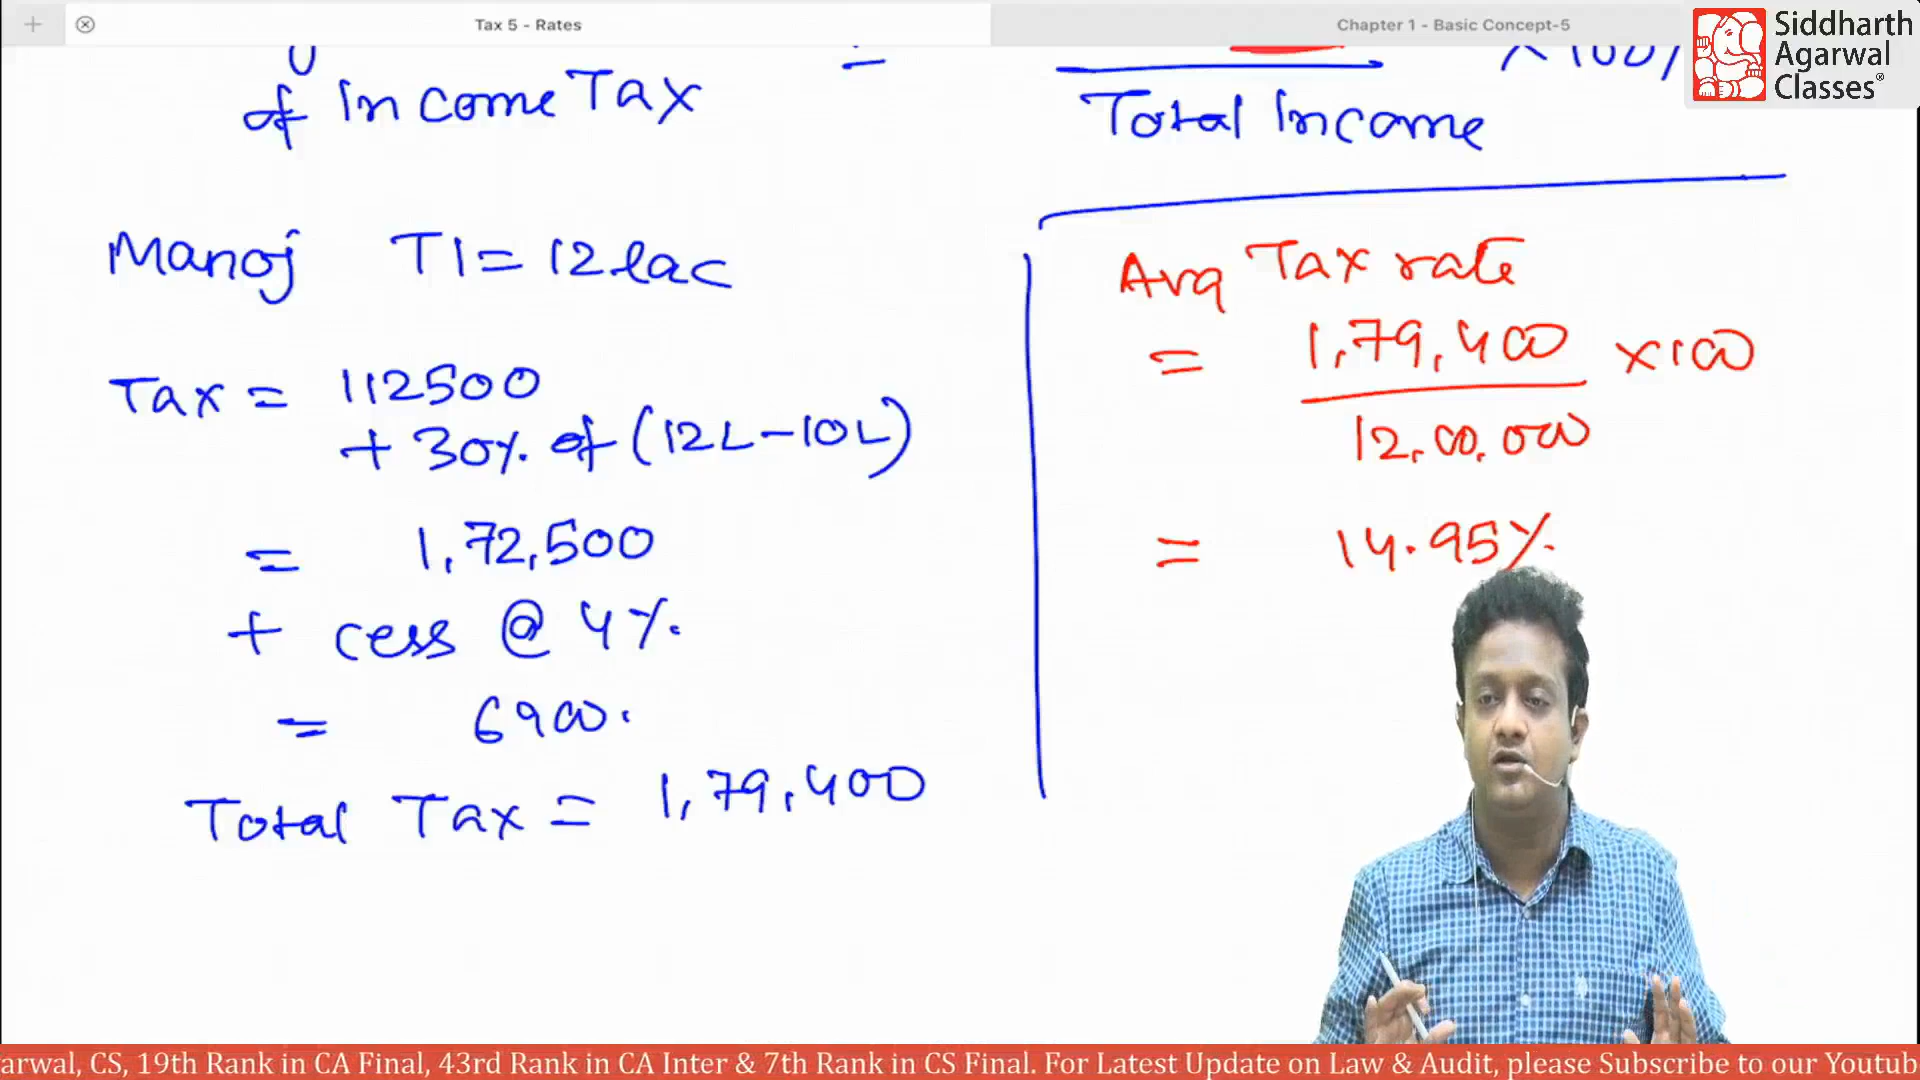 Tax 5 - Rates
Chapter 1 - Basic Concept-5
Siddharth
Agarwal
Classes®
of Income Tax =
Total Income
Manoj TI = 12 lac
Tax = 112500
+ 30% of (12L - 10L)
= 1,72,500
+ cess @ 4%.
= 6900.
Total Tax = 1,79,400
Avg Tax rate
= 1,79,400 × 100
12,00,000
= 14.95%
arwal, CS, 19th Rank in CA Final, 43rd Rank in CA Inter & 7th Rank in CS Final. For Latest Update on Law & Audit, please Subscribe to our Youtub